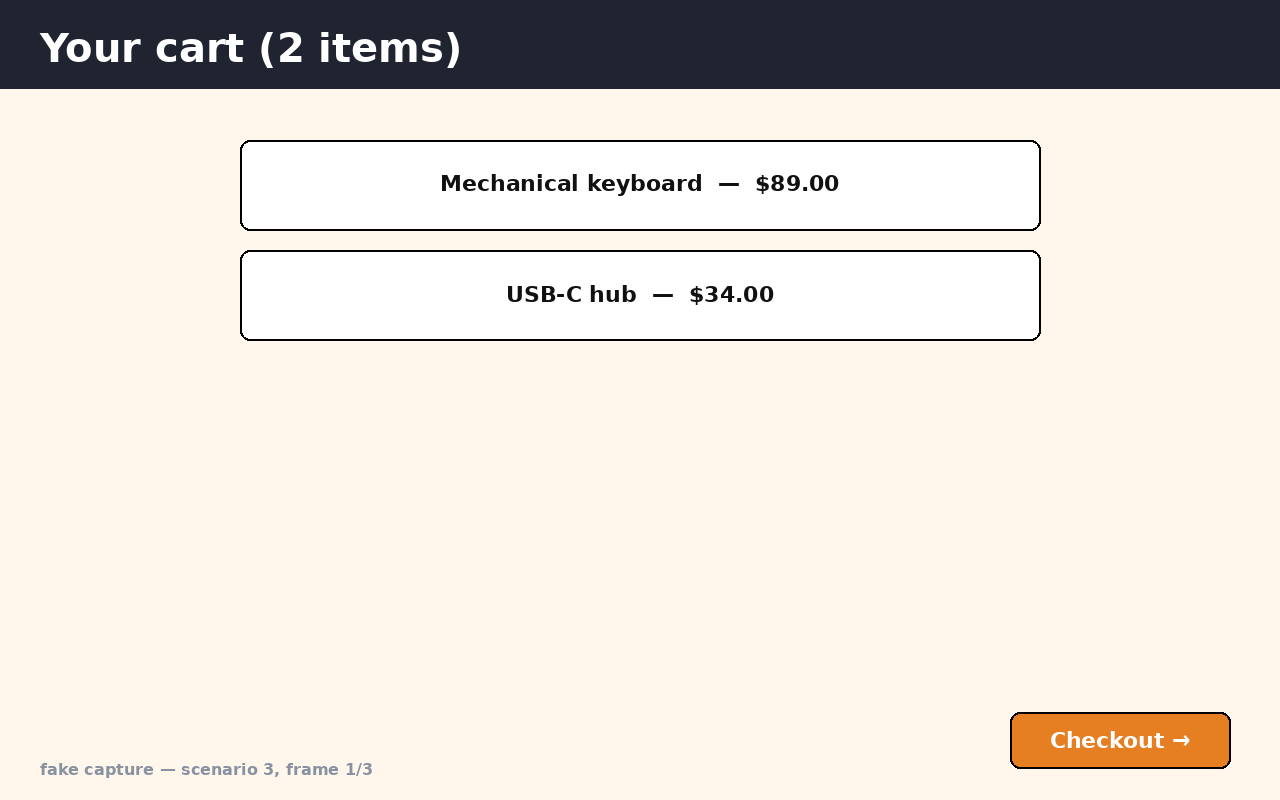 Your cart (2 items)
Mechanical keyboard — $89.00
USB-C hub — $34.00
Checkout →
fake capture — scenario 3, frame 1/3